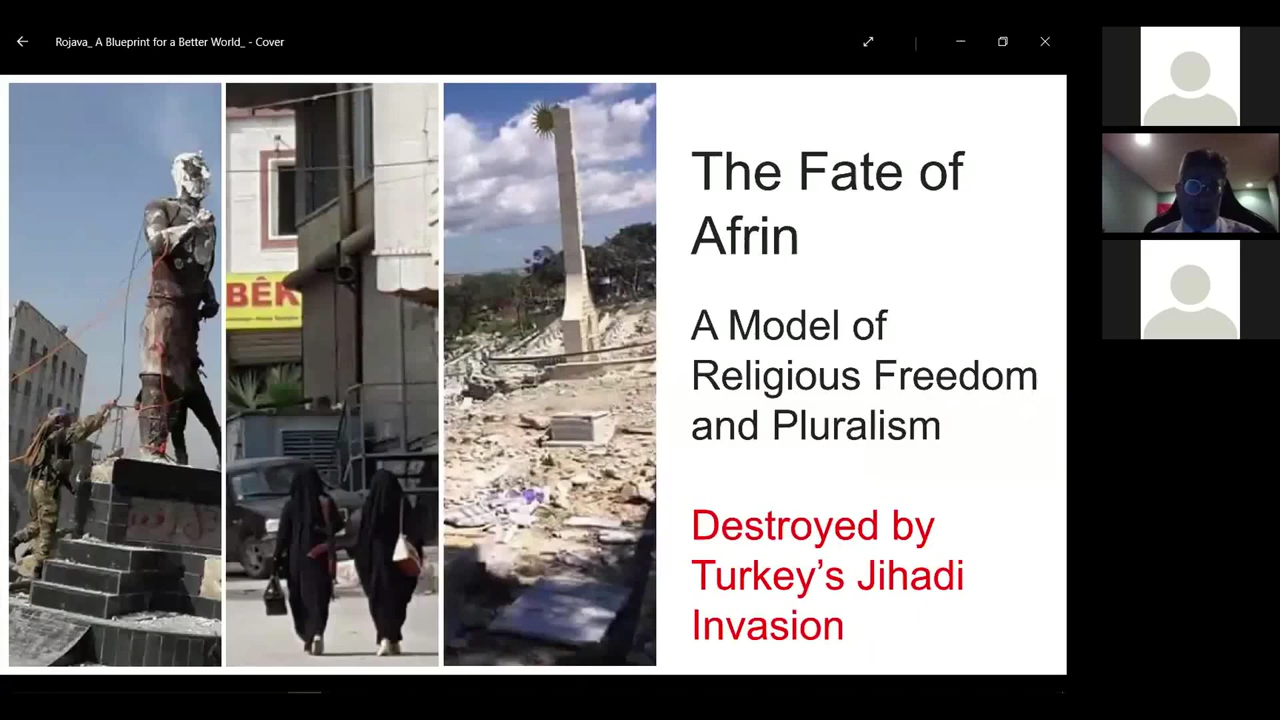 Rojava_ A Blueprint for a Better World_ - Cover
BÊK
The Fate of
Afrin
A Model of
Religious Freedom
and Pluralism
Destroyed by
Turkey’s Jihadi
Invasion